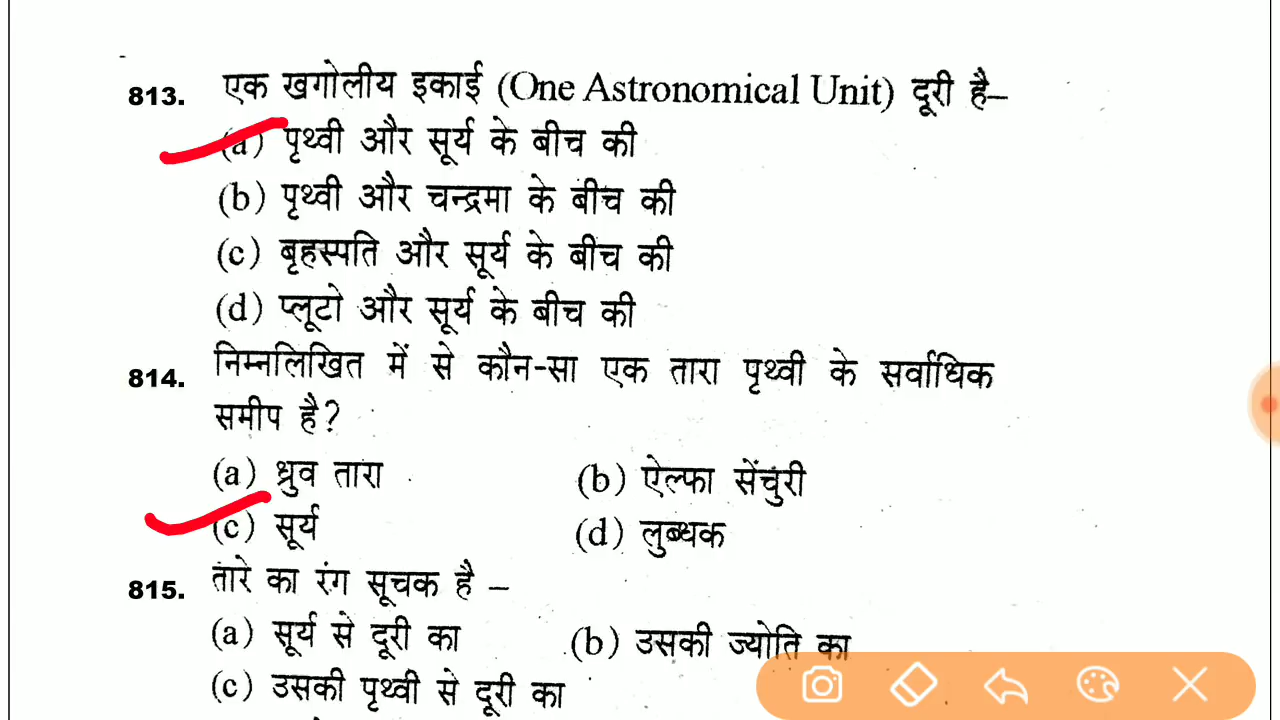 813. एक खगोलीय इकाई (One Astronomical Unit) दूरी है–
(a) पृथ्वी और सूर्य के बीच की
(b) पृथ्वी और चन्द्रमा के बीच की
(c) बृहस्पति और सूर्य के बीच की
(d) प्लूटो और सूर्य के बीच की
814. निम्नलिखित में से कौन-सा एक तारा पृथ्वी के सर्वाधिक
समीप है?
(a) ध्रुव तारा (b) ऐल्फा सेंचुरी
(c) सूर्य (d) लुब्धक
815. तारे का रंग सूचक है –
(a) सूर्य से दूरी का (b) उसकी ज्योति का
(c) उसकी पृथ्वी से दूरी का